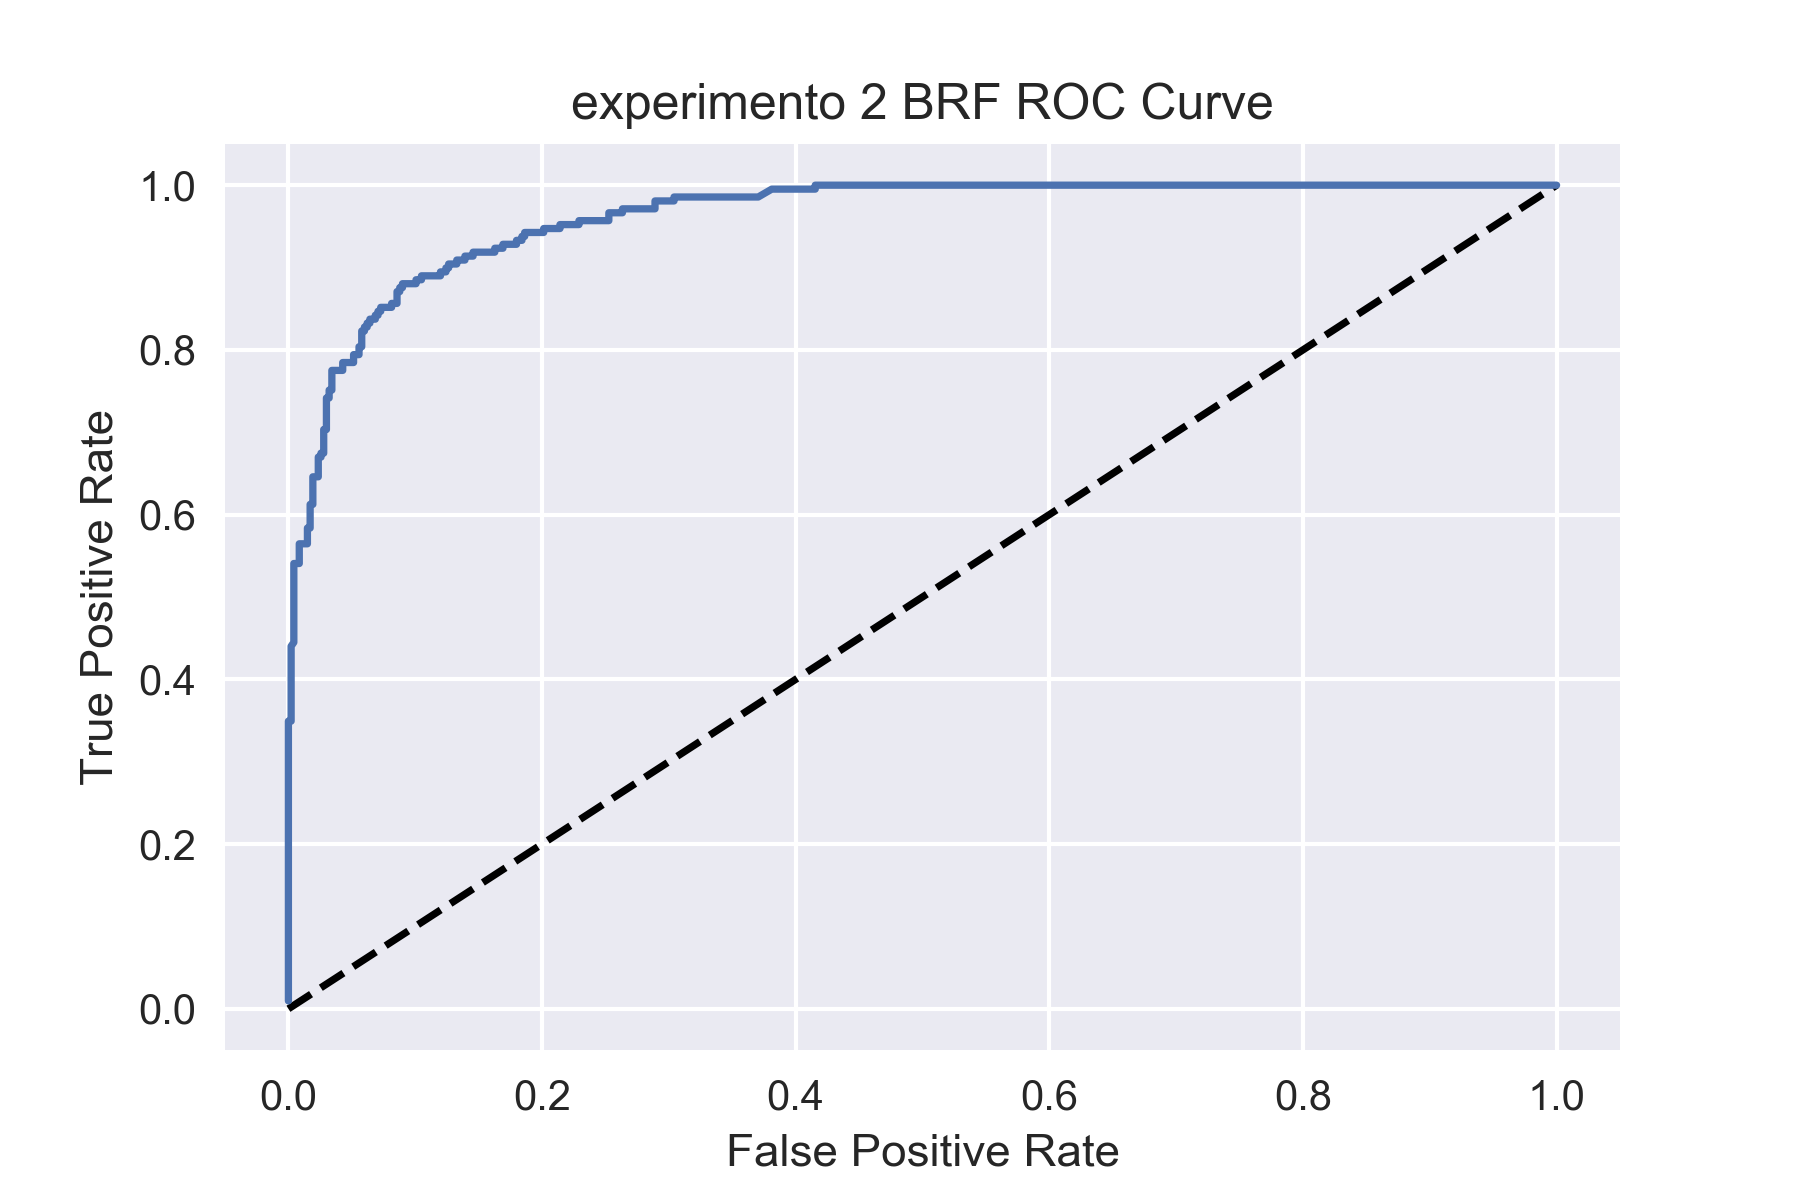 experimento 2 BRF ROC Curve
1.0
0.8
0.6
0.4
0.2
0.0
True Positive Rate
0.0 0.2 0.4 0.6 0.8 1.0
False Positive Rate